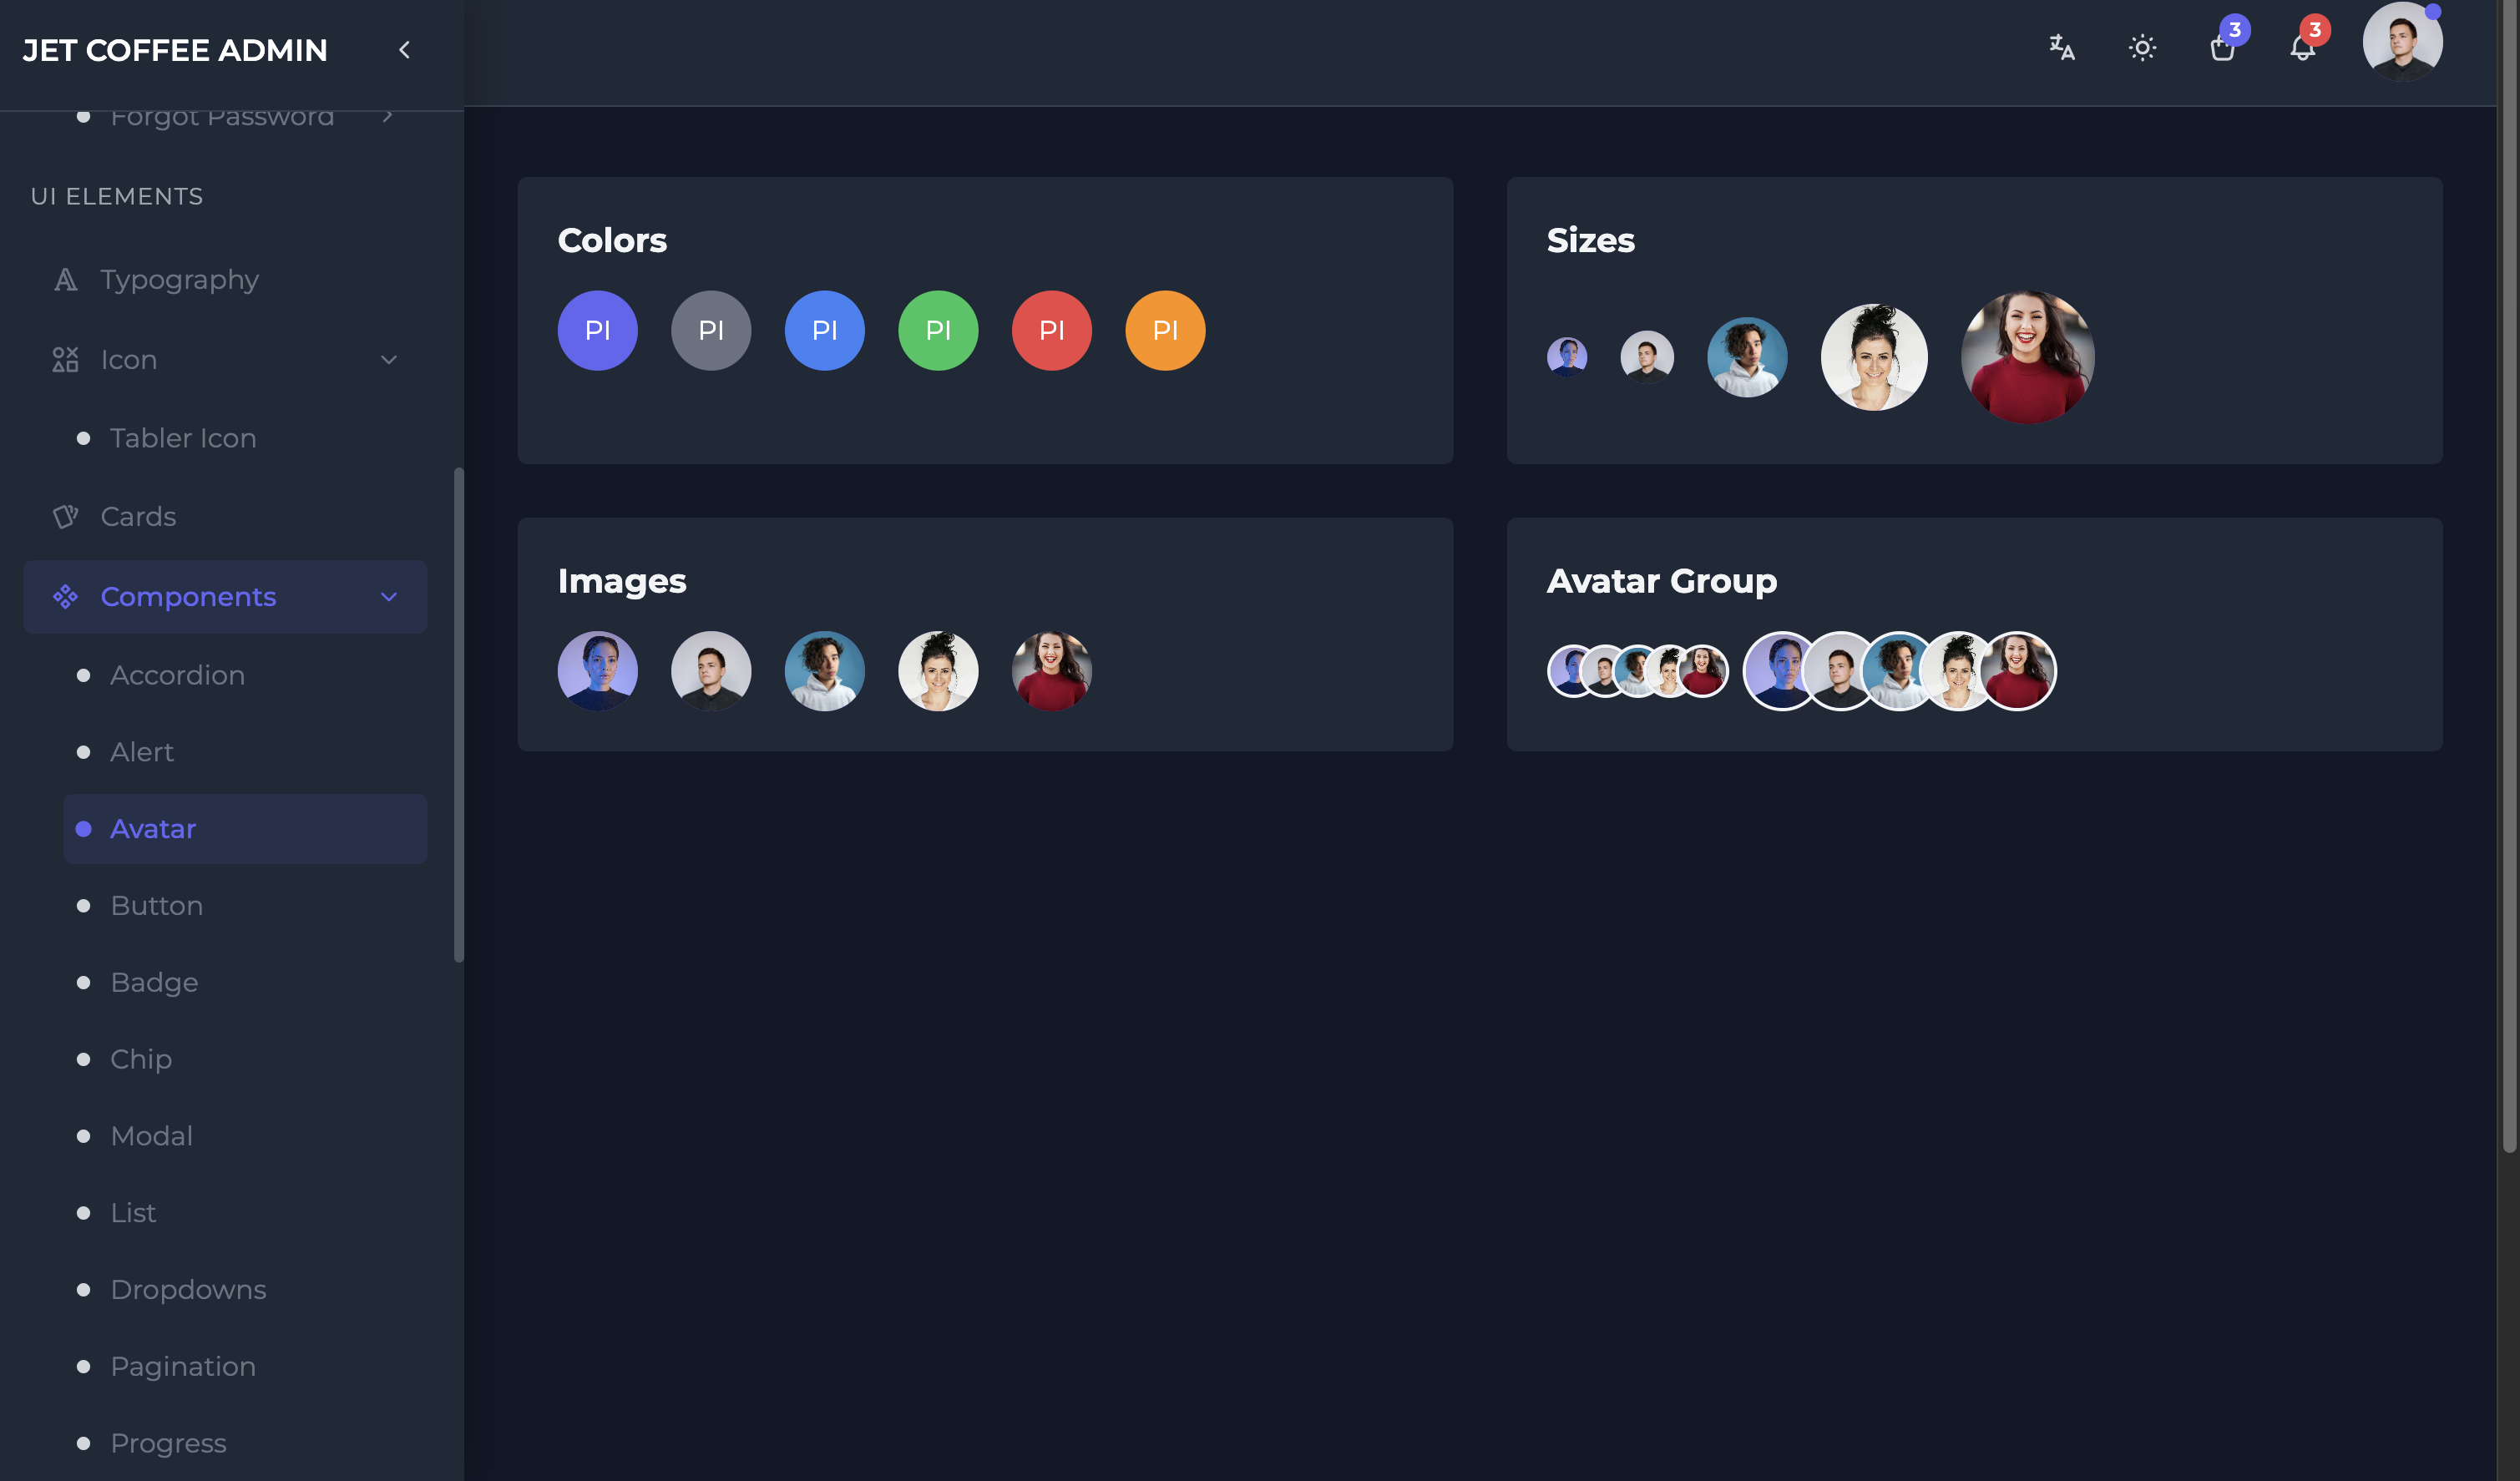 JET COFFEE ADMIN
3
3
Forgot Password
UI ELEMENTS
Typography
Icon
Tabler Icon
Cards
Components
Accordion
Alert
Avatar
Button
Badge
Chip
Modal
List
Dropdowns
Pagination
Progress
Colors
PI PI PI PI PI PI
Sizes
Images
Avatar Group